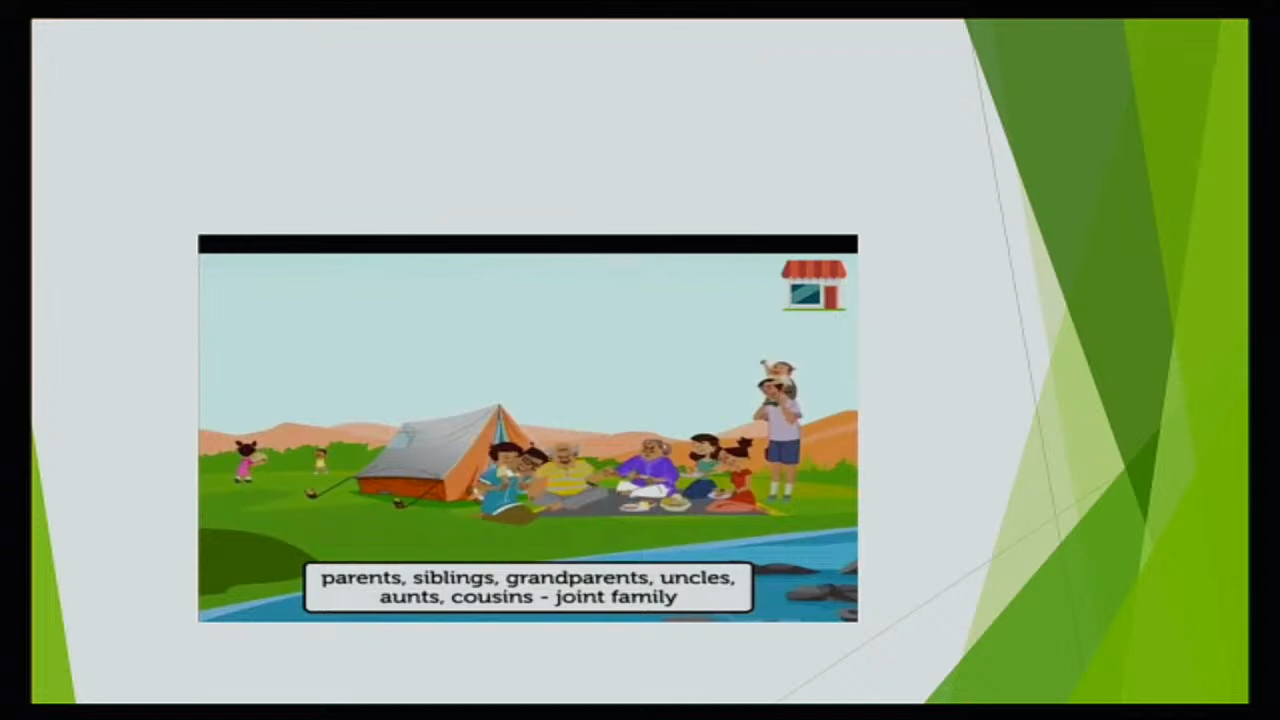 parents, siblings, grandparents, uncles,
aunts, cousins - joint family